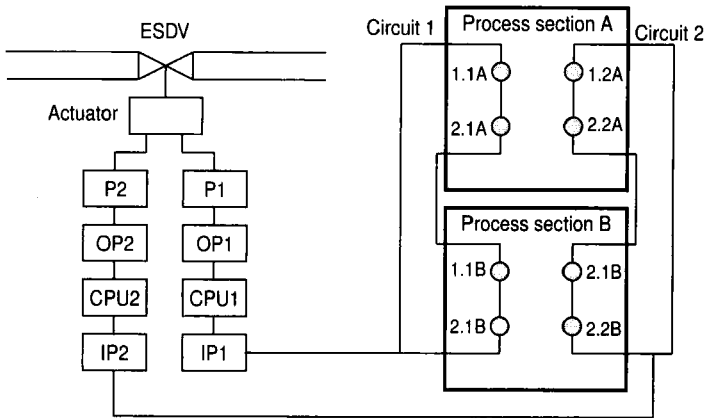 ESDV
Actuator
P2
P1
OP2
OP1
CPU2
CPU1
IP2
IP1
Circuit 1
Process section A
Circuit 2
1.1A
1.2A
2.1A
2.2A
Process section B
1.1B
2.1B
2.1B
2.2B